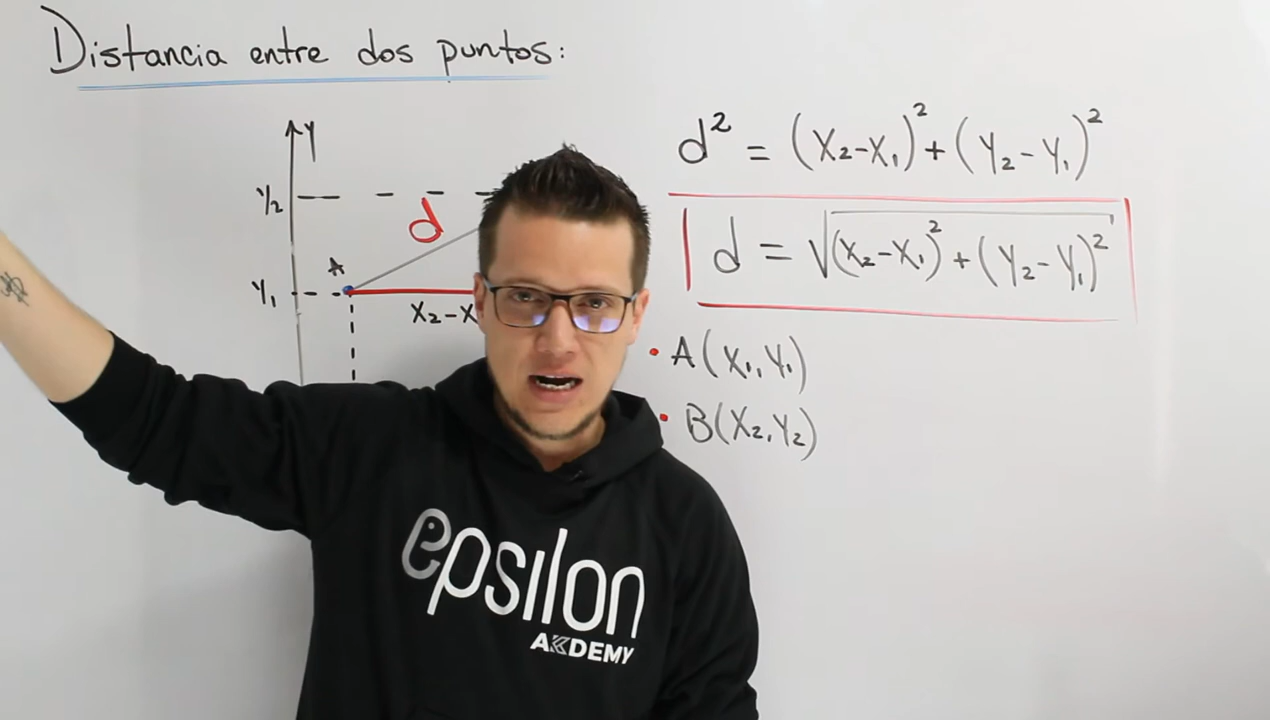 Distancia entre dos puntos:
Y
Y₂
d
A
Y₁
X₂-X
d² = (X₂-X₁)² + (Y₂-Y₁)²
d = √(X₂-X₁)² + (Y₂-Y₁)²
• A(X₁,Y₁)
• B(X₂,Y₂)
epsilon
AKDEMY